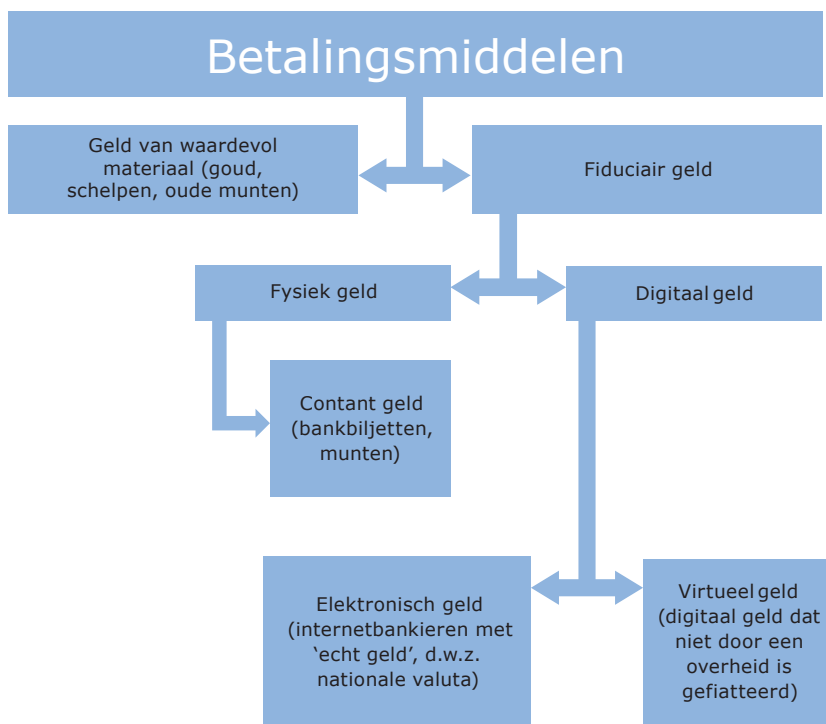 Betalingsmiddelen
Geld van waardevol
materiaal (goud,
schelpen, oude munten)
Fiduciair geld
Fysiek geld
Digitaal geld
Contant geld
(bankbiljetten,
munten)
Elektronisch geld
(internetbankieren met
‘echt geld’, d.w.z.
nationale valuta)
Virtueel geld
(digitaal geld dat
niet door een
overheid is
gefiatteerd)